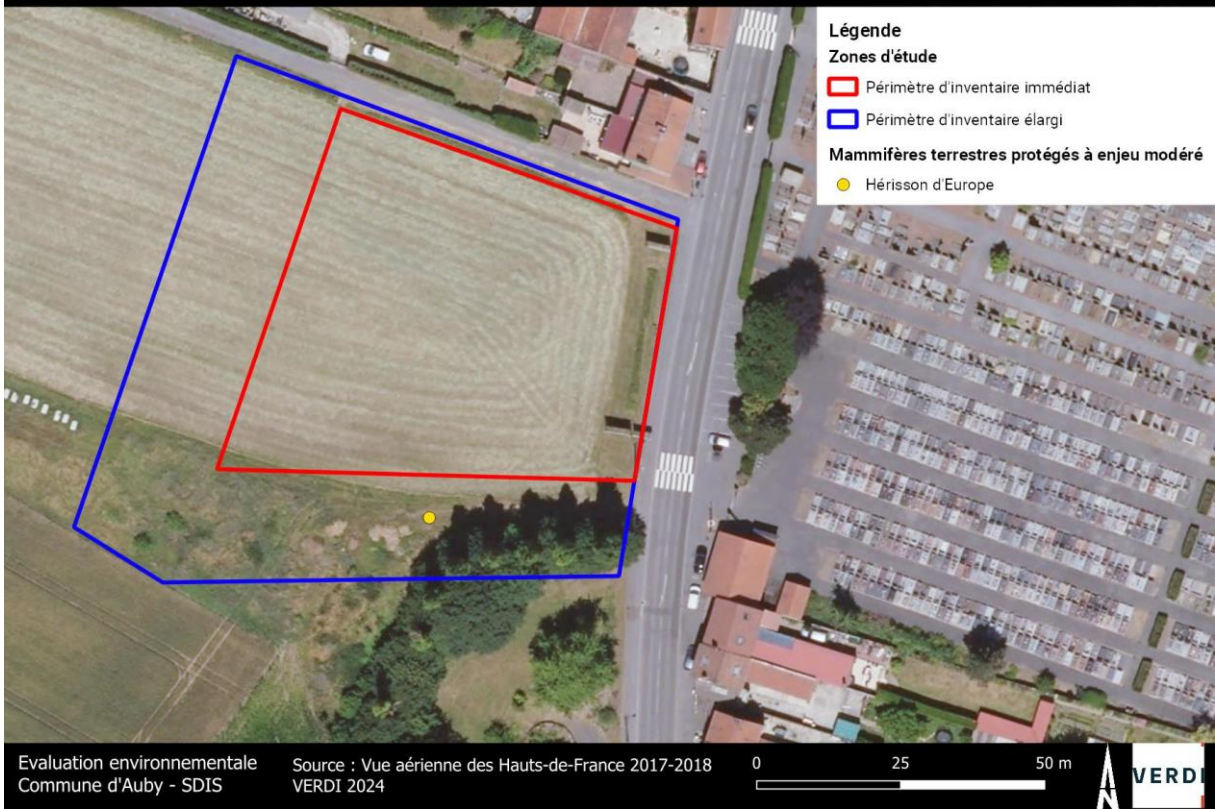 Légende
Zones d'étude
Périmètre d'inventaire immédiat
Périmètre d'inventaire élargi
Mammifères terrestres protégés à enjeu modéré
Hérisson d'Europe
Evaluation environnementale
Commune d'Auby - SDIS
Source : Vue aérienne des Hauts-de-France 2017-2018
VERDI 2024
0 25 50 m
N
VERDI